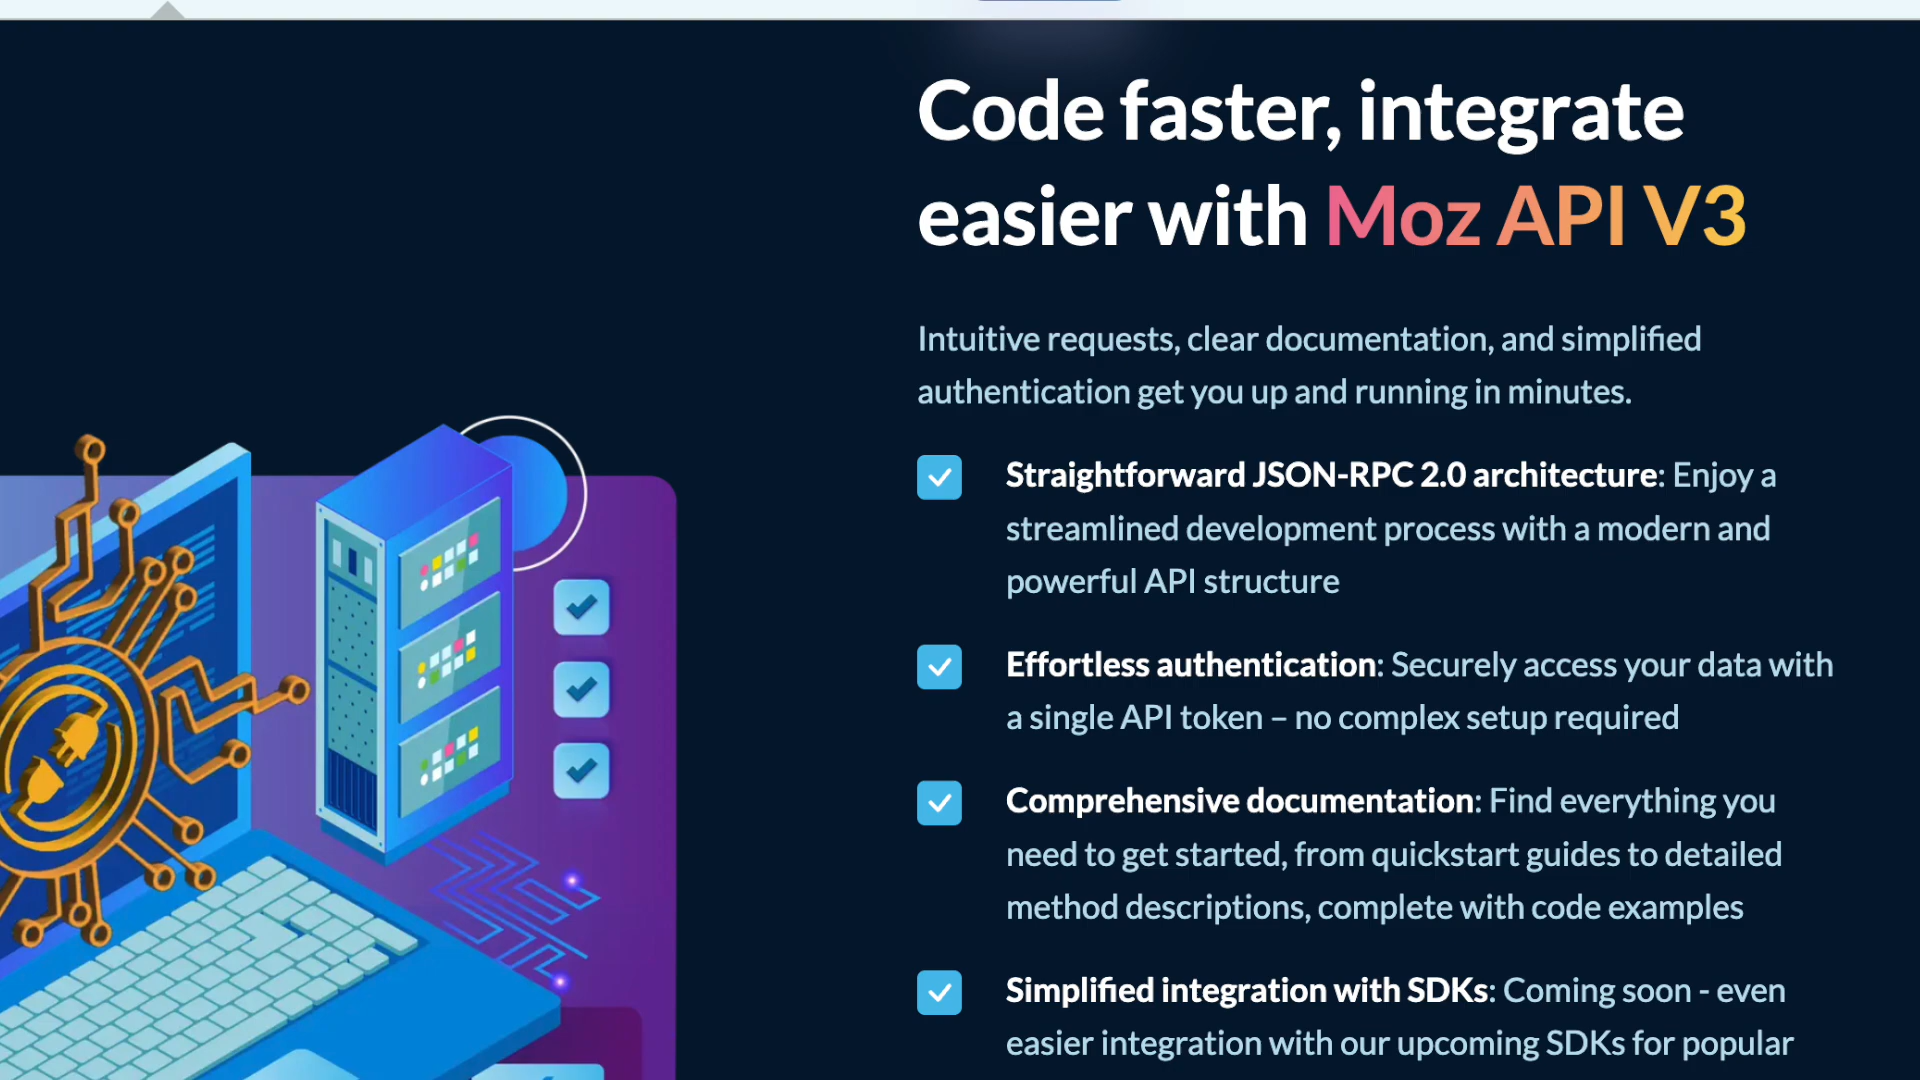 Code faster, integrate
easier with Moz API V3
Intuitive requests, clear documentation, and simplified
authentication get you up and running in minutes.
Straightforward JSON-RPC 2.0 architecture: Enjoy a
streamlined development process with a modern and
powerful API structure
Effortless authentication: Securely access your data with
a single API token – no complex setup required
Comprehensive documentation: Find everything you
need to get started, from quickstart guides to detailed
method descriptions, complete with code examples
Simplified integration with SDKs: Coming soon - even
easier integration with our upcoming SDKs for popular